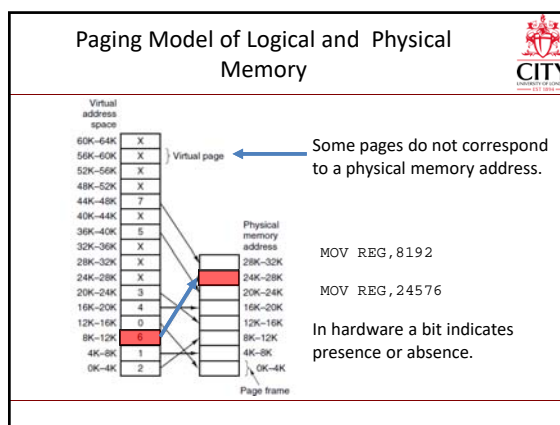 Paging Model of Logical and Physical
Memory
CITY
UNIVERSITY OF LONDON
EST 1894
Virtual
address
space
60K–64K X
56K–60K X } Virtual page
52K–56K X
48K–52K X
44K–48K 7
40K–44K X
36K–40K 5
32K–36K X
28K–32K X
24K–28K X
20K–24K 3
16K–20K 4
12K–16K 0
8K–12K 6
4K–8K 1
0K–4K 2
Physical
memory
address
28K–32K
24K–28K
20K–24K
16K–20K
12K–16K
8K–12K
4K–8K
} 0K–4K
Page frame
Some pages do not correspond
to a physical memory address.
MOV REG,8192
MOV REG,24576
In hardware a bit indicates
presence or absence.